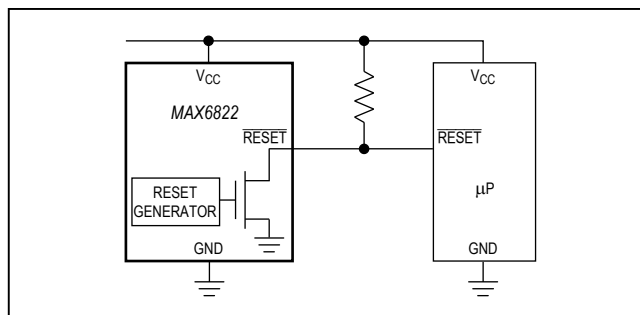 VCC
MAX6822
RESET
RESET
GENERATOR
GND
VCC
RESET
µP
GND